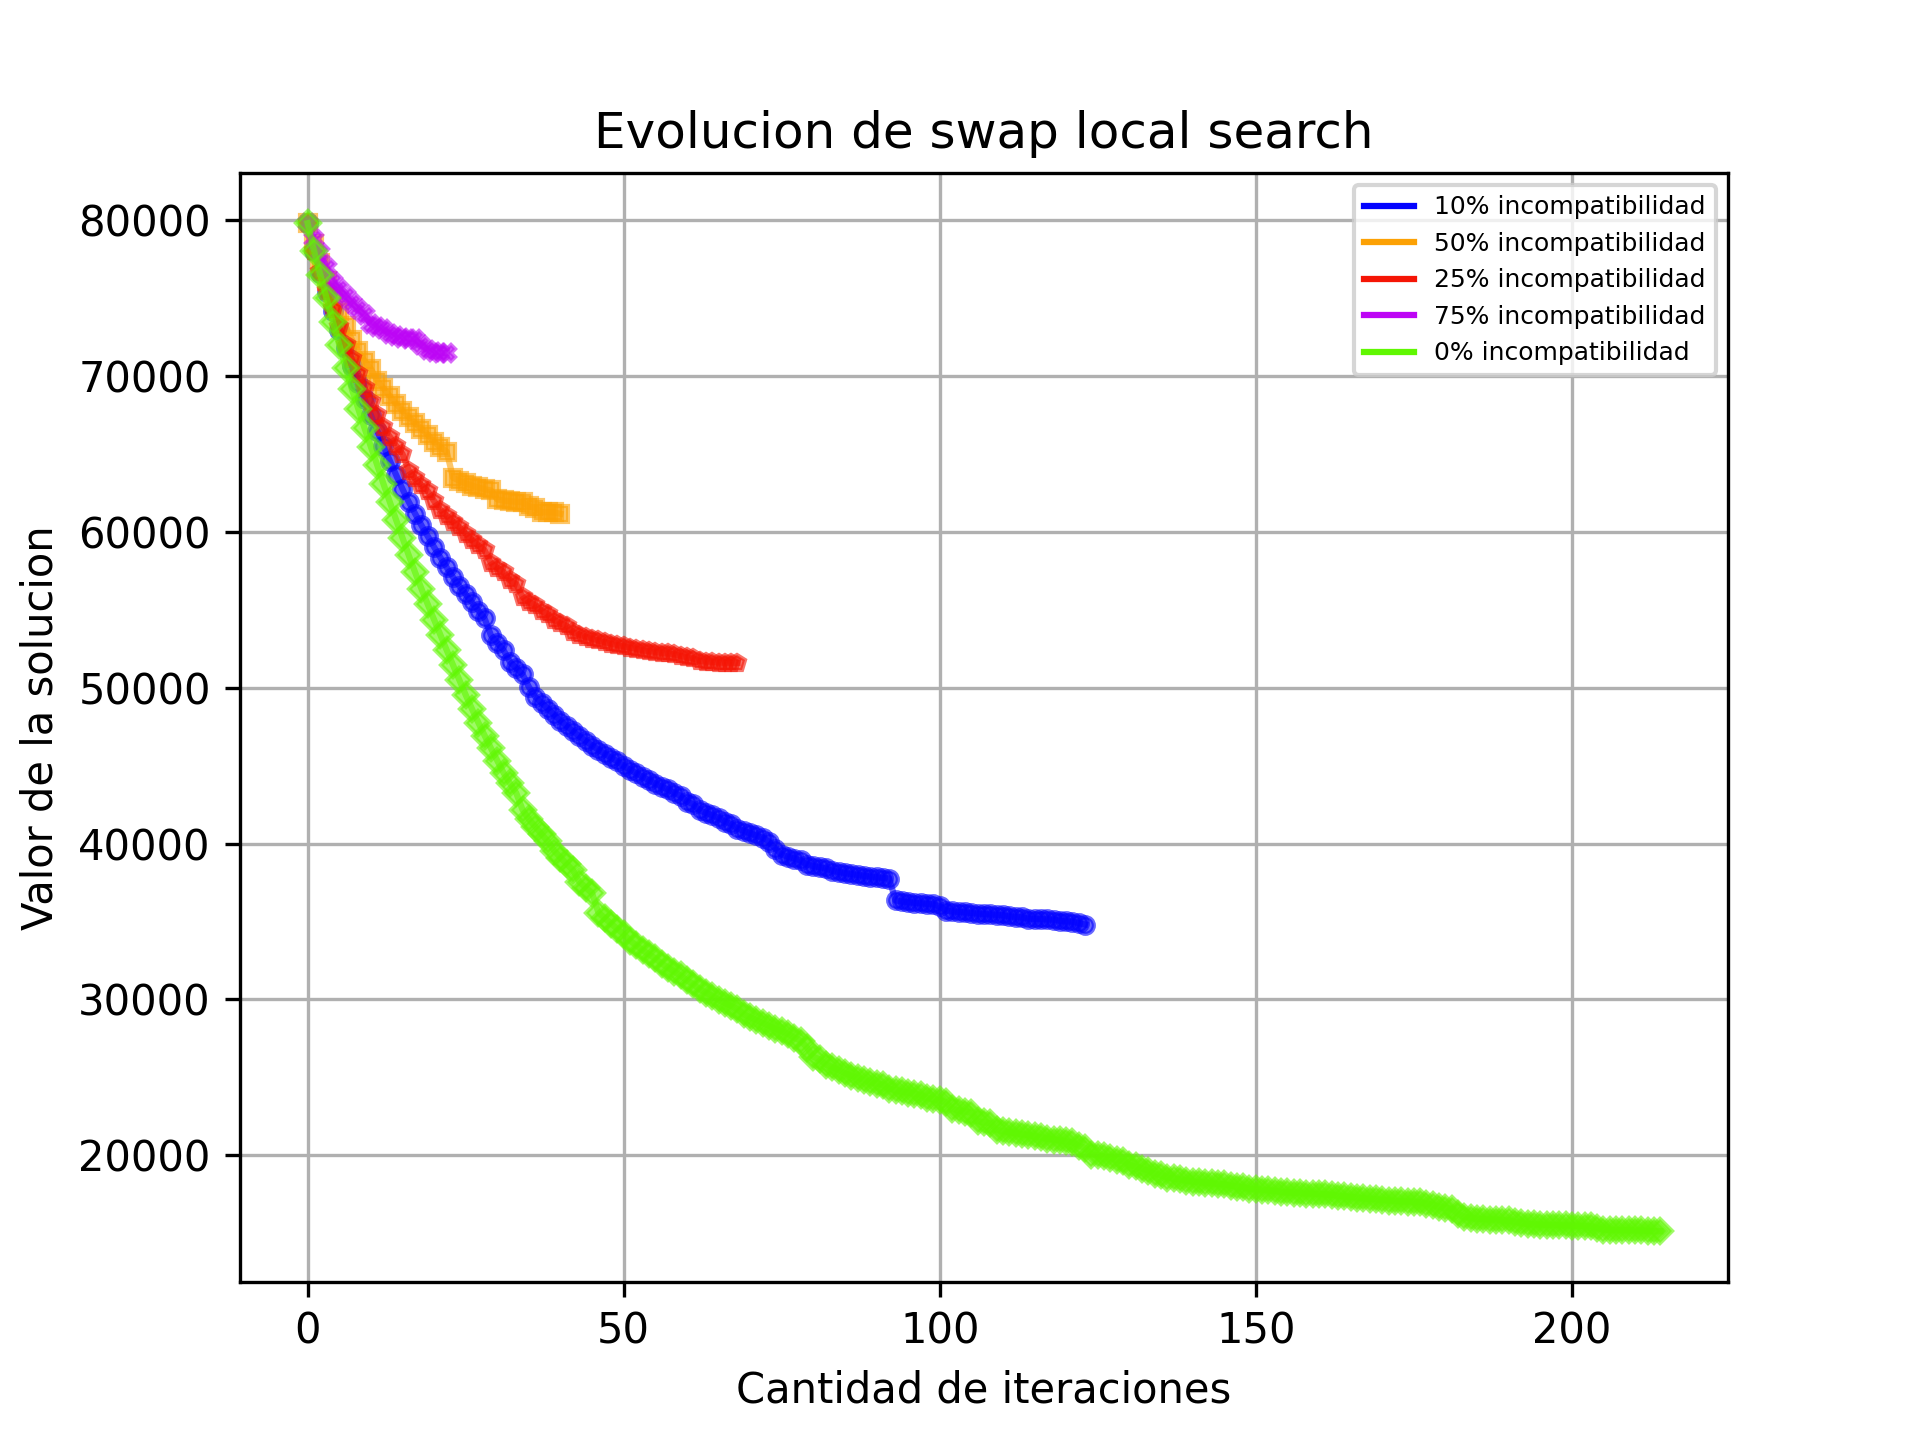 Evolucion de swap local search
10% incompatibilidad
50% incompatibilidad
25% incompatibilidad
75% incompatibilidad
0% incompatibilidad
80000
70000
60000
50000
40000
30000
20000
Valor de la solucion
0 50 100 150 200
Cantidad de iteraciones